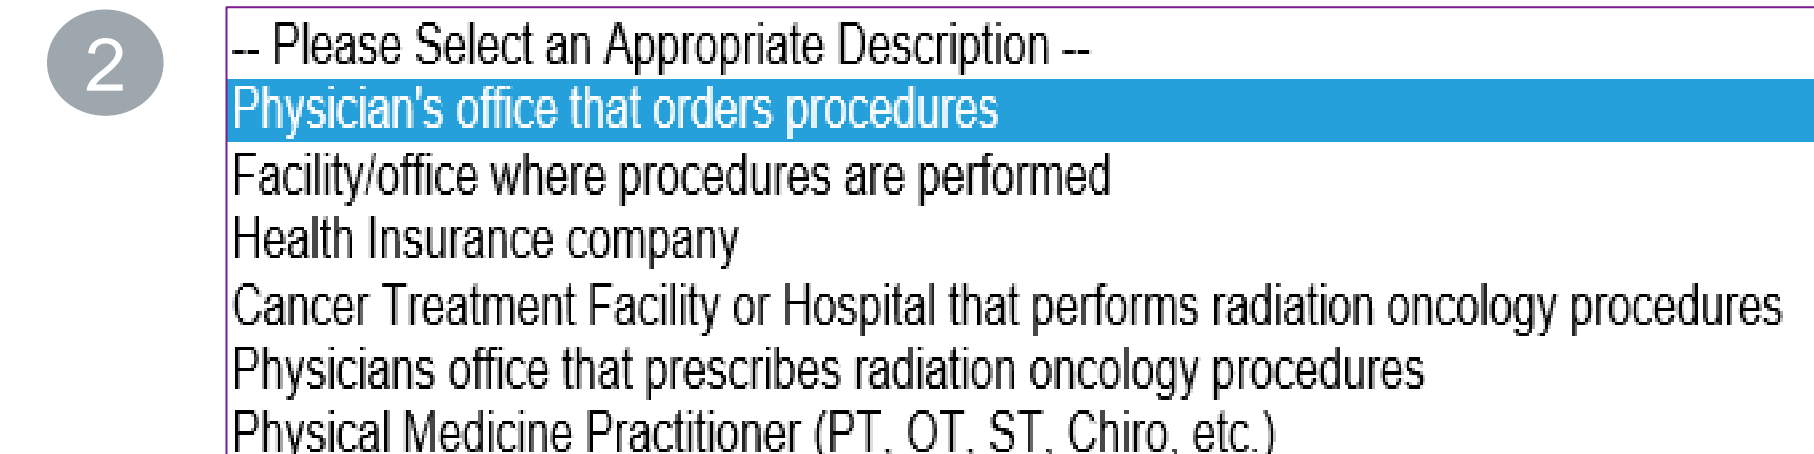 2
-- Please Select an Appropriate Description --
Physician's office that orders procedures
Facility/office where procedures are performed
Health Insurance company
Cancer Treatment Facility or Hospital that performs radiation oncology procedures
Physicians office that prescribes radiation oncology procedures
Physical Medicine Practitioner (PT, OT, ST, Chiro, etc.)